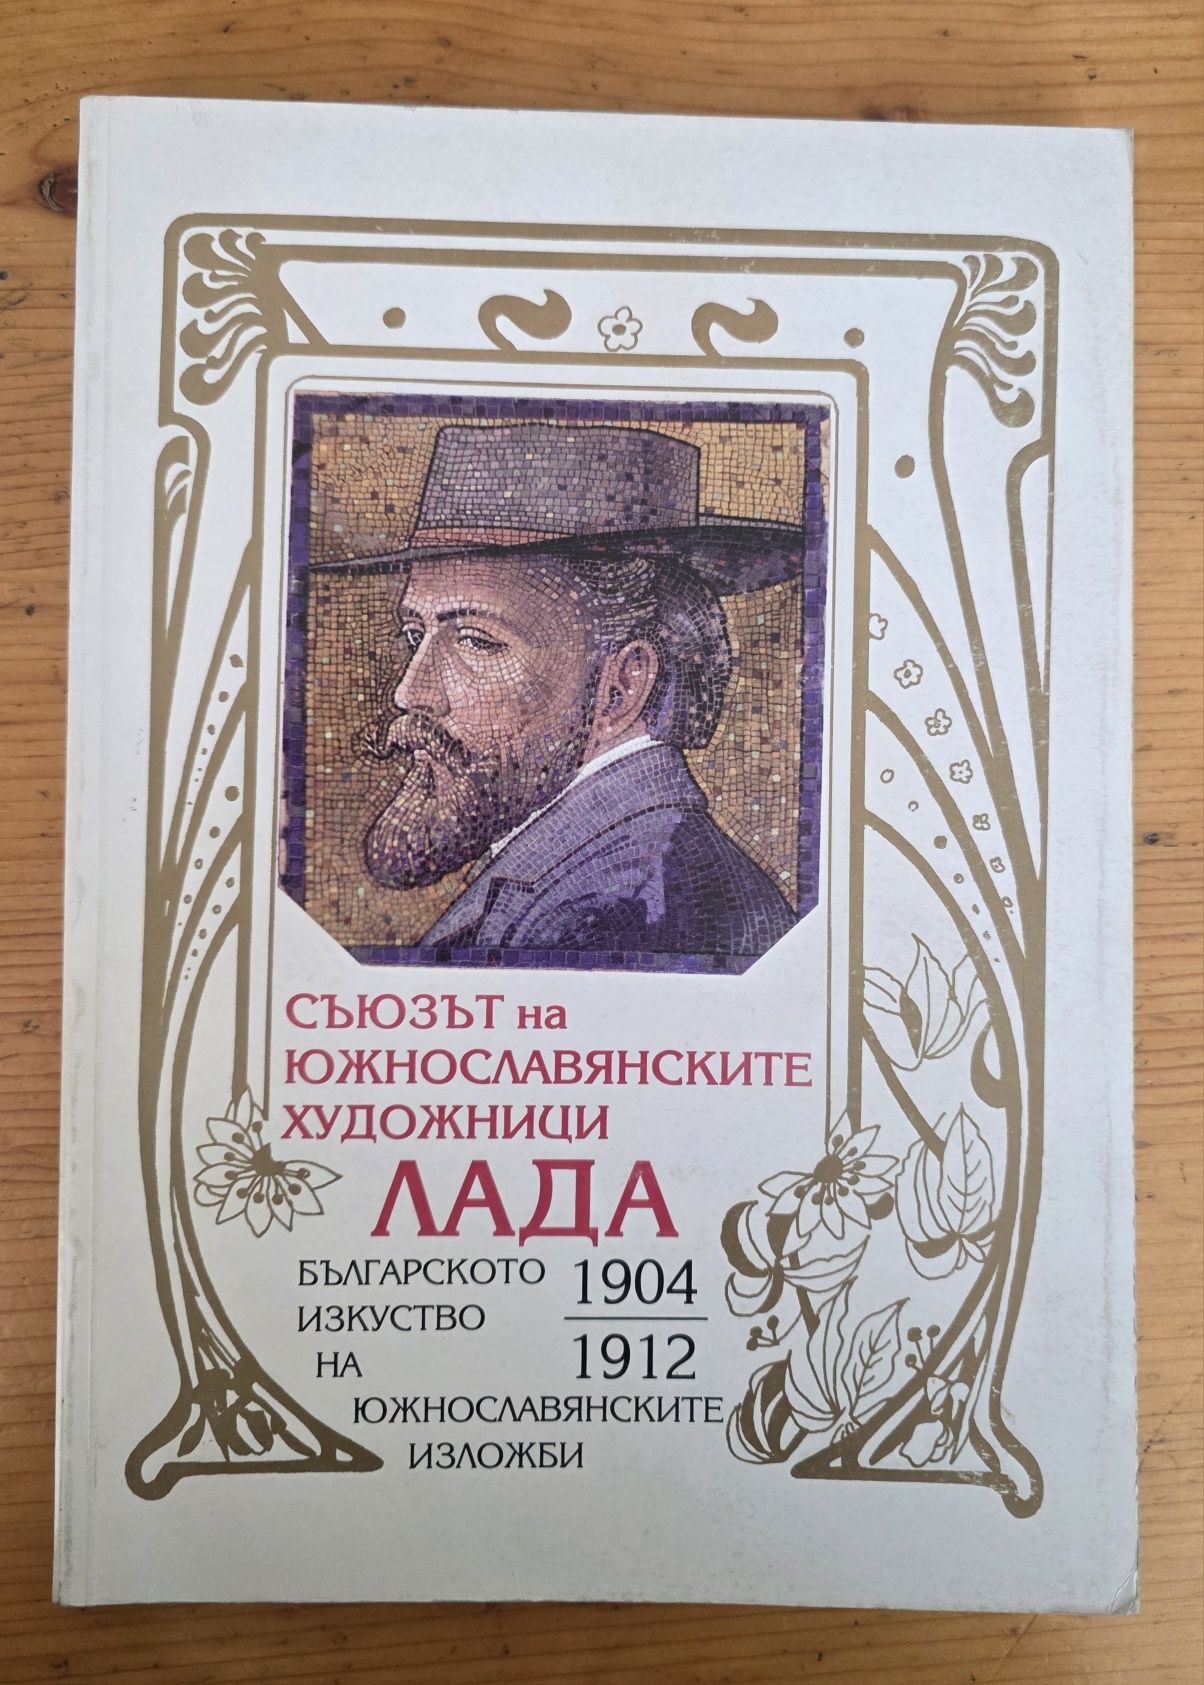 СЪЮЗЪТ на
ЮЖНОСЛАВЯНСКИТЕ
ХУДОЖНИЦИ
ЛАДА
БЪЛГАРСКОТО 1904
ИЗКУСТВО
НА 1912
ЮЖНОСЛАВЯНСКИТЕ
ИЗЛОЖБИ